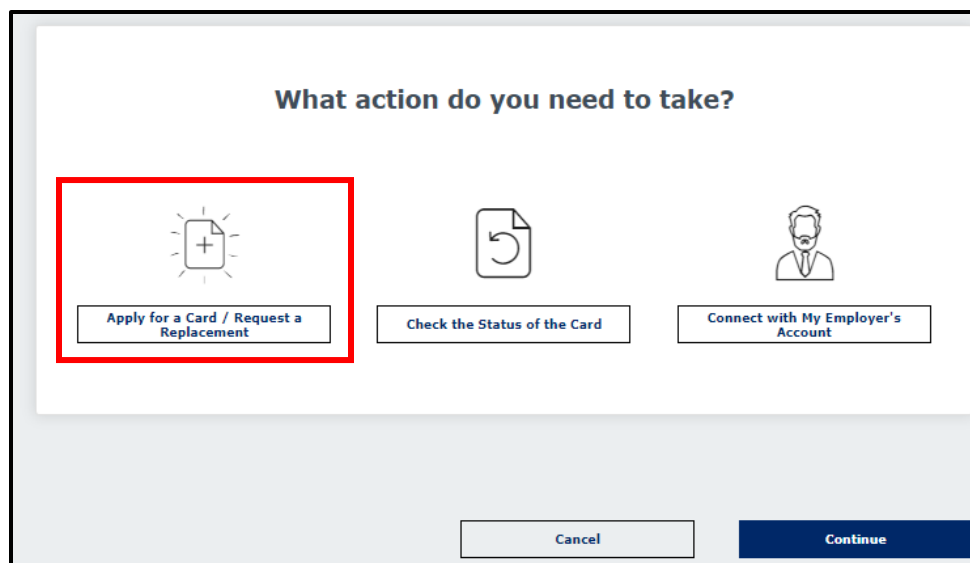 What action do you need to take?
Apply for a Card / Request a
Replacement
Check the Status of the Card
Connect with My Employer's
Account
Cancel
Continue